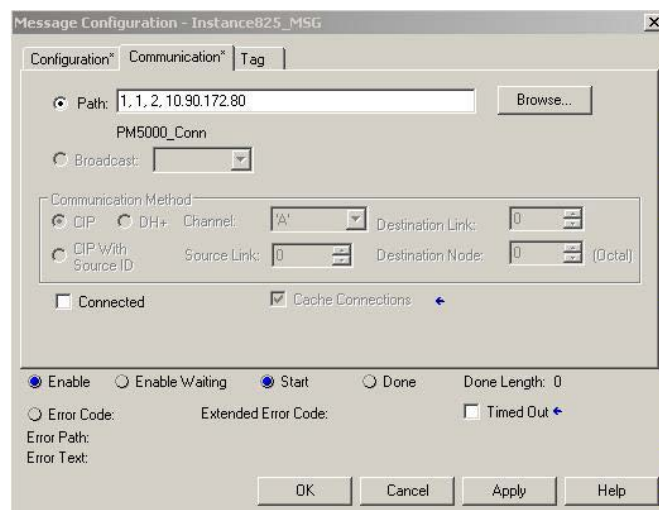 Message Configuration - Instance825_MSG
Configuration* Communication* Tag
Path: 1, 1, 2, 10.90.172.80 Browse...
PM5000_Conn
Broadcast:
Communication Method
CIP DH+ Channel: 'A' Destination Link: 0
CIP With Source ID Source Link: 0 Destination Node: 0 (Octal)
Connected Cache Connections
Enable Enable Waiting Start Done Done Length: 0
Error Code: Extended Error Code: Timed Out
Error Path:
Error Text:
OK Cancel Apply Help